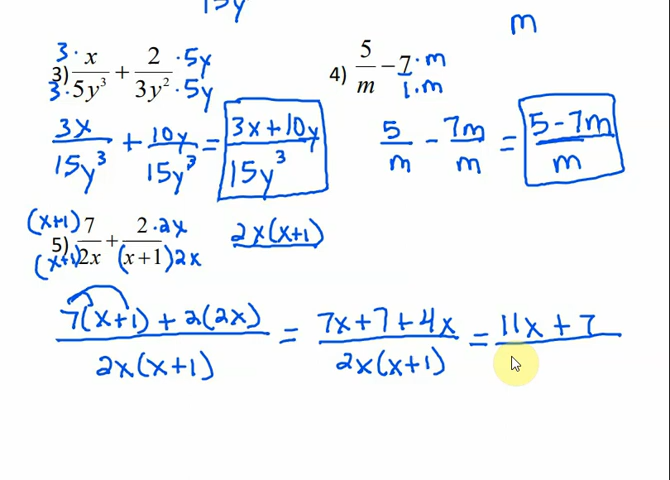 15y m
3) 3· x / 3· 5y³ + 2 ·5y / 3y² ·5y
4) 5/m − 7·m / 1·m
3x / 15y³ + 10y / 15y³ = 3x + 10y / 15y³
5/m − 7m/m = 5 − 7m / m
5) (x+1) 7 / (x+1) 2x + 2·2x / (x+1)2x 2x(x+1)
7(x+1) + 2(2x) / 2x(x+1) = 7x + 7 + 4x / 2x(x+1) = 11x + 7